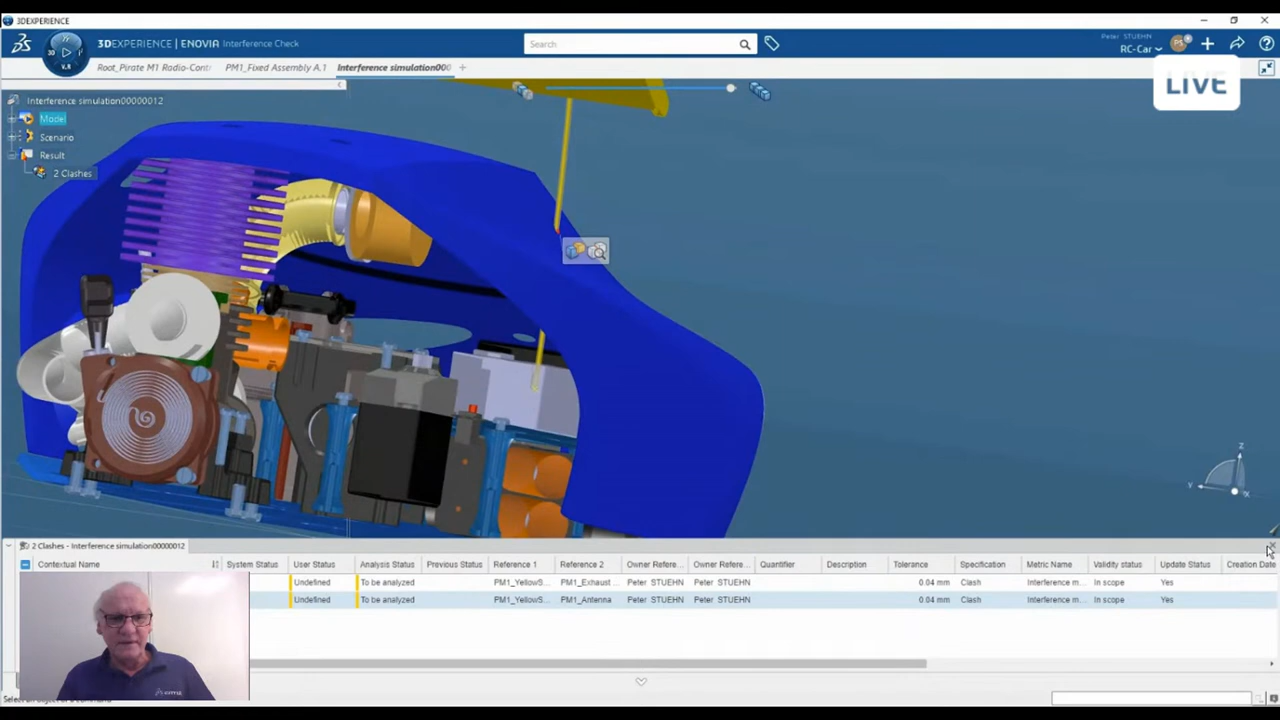 3DEXPERIENCE
3DEXPERIENCE | ENOVIA Interference Check
Search
Peter STUEHN
RC-Car
PS
3D
V.R
Root_Pirate M1 Radio-Cont
PM1_Fixed Assembly A.1
Interference simulation000
LIVE
Interference simulation00000012
Model
Scenario
Result
2 Clashes
Z
Y
X
2 Clashes - Interference simulation00000012
Contextual Name System Status User Status Analysis Status Previous Status Reference 1 Reference 2 Owner Refere... Owner Refere... Quantifier Description Tolerance Specification Metric Name Validity status Update Status Creation Date
Undefined To be analyzed PM1_YellowS... PM1_Exhaust ... Peter STUEHN Peter STUEHN 0.04 mm Clash Interference m... In scope Yes
Undefined To be analyzed PM1_YellowS... PM1_Antenna Peter STUEHN Peter STUEHN 0.04 mm Clash Interference m... In scope Yes